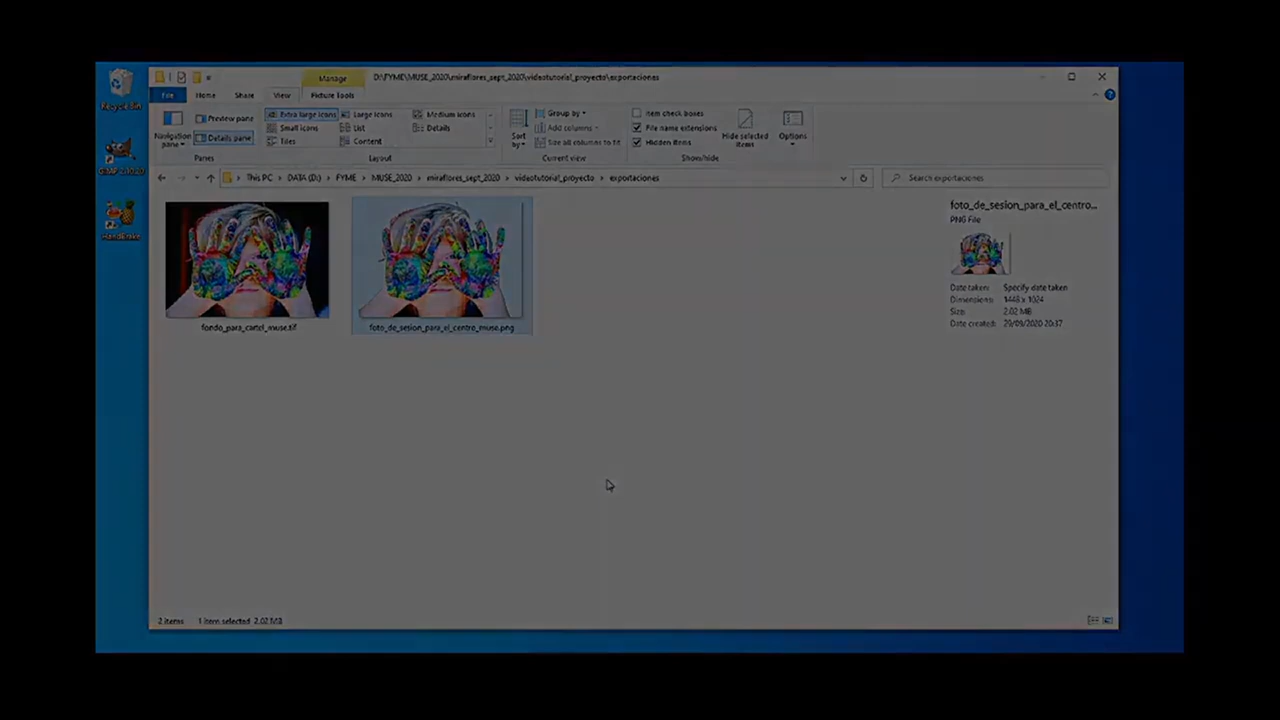 Manage
D:\FYME\MUSE_2020\miraflores_sept_2020\videotutorial_proyecto\exportaciones
Recycle Bin
File
Home
Share
View
Picture Tools
Navigation pane
Preview pane
Details pane
Panes
Extra large icons
Large icons
Medium icons
Small icons
List
Details
Tiles
Content
Layout
Sort by
Group by
Add columns
Size all columns to fit
Current view
Item check boxes
File name extensions
Hidden items
Hide selected items
Show/hide
Options
GIMP 2.10.20
This PC
DATA (D:)
FYME
MUSE_2020
miraflores_sept_2020
videotutorial_proyecto
exportaciones
Search exportaciones
HandBrake
fondo_para_cartel_muse.tif
foto_de_sesion_para_el_centro_muse.png
foto_de_sesion_para_el_centro...
PNG File
Date taken: Specify date taken
Dimensions: 1448 x 1024
Size: 2.02 MB
Date created: 29/09/2020 20:37
2 items
1 item selected 2.02 MB